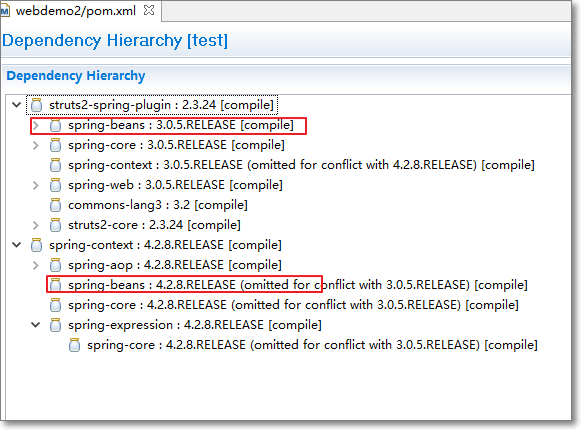 webdemo2/pom.xml
Dependency Hierarchy [test]
Dependency Hierarchy
struts2-spring-plugin : 2.3.24 [compile]
spring-beans : 3.0.5.RELEASE [compile]
spring-core : 3.0.5.RELEASE [compile]
spring-context : 3.0.5.RELEASE (omitted for conflict with 4.2.8.RELEASE) [compile]
spring-web : 3.0.5.RELEASE [compile]
commons-lang3 : 3.2 [compile]
struts2-core : 2.3.24 [compile]
spring-context : 4.2.8.RELEASE [compile]
spring-aop : 4.2.8.RELEASE [compile]
spring-beans : 4.2.8.RELEASE (omitted for conflict with 3.0.5.RELEASE) [compile]
spring-core : 4.2.8.RELEASE (omitted for conflict with 3.0.5.RELEASE) [compile]
spring-expression : 4.2.8.RELEASE [compile]
spring-core : 4.2.8.RELEASE (omitted for conflict with 3.0.5.RELEASE) [compile]